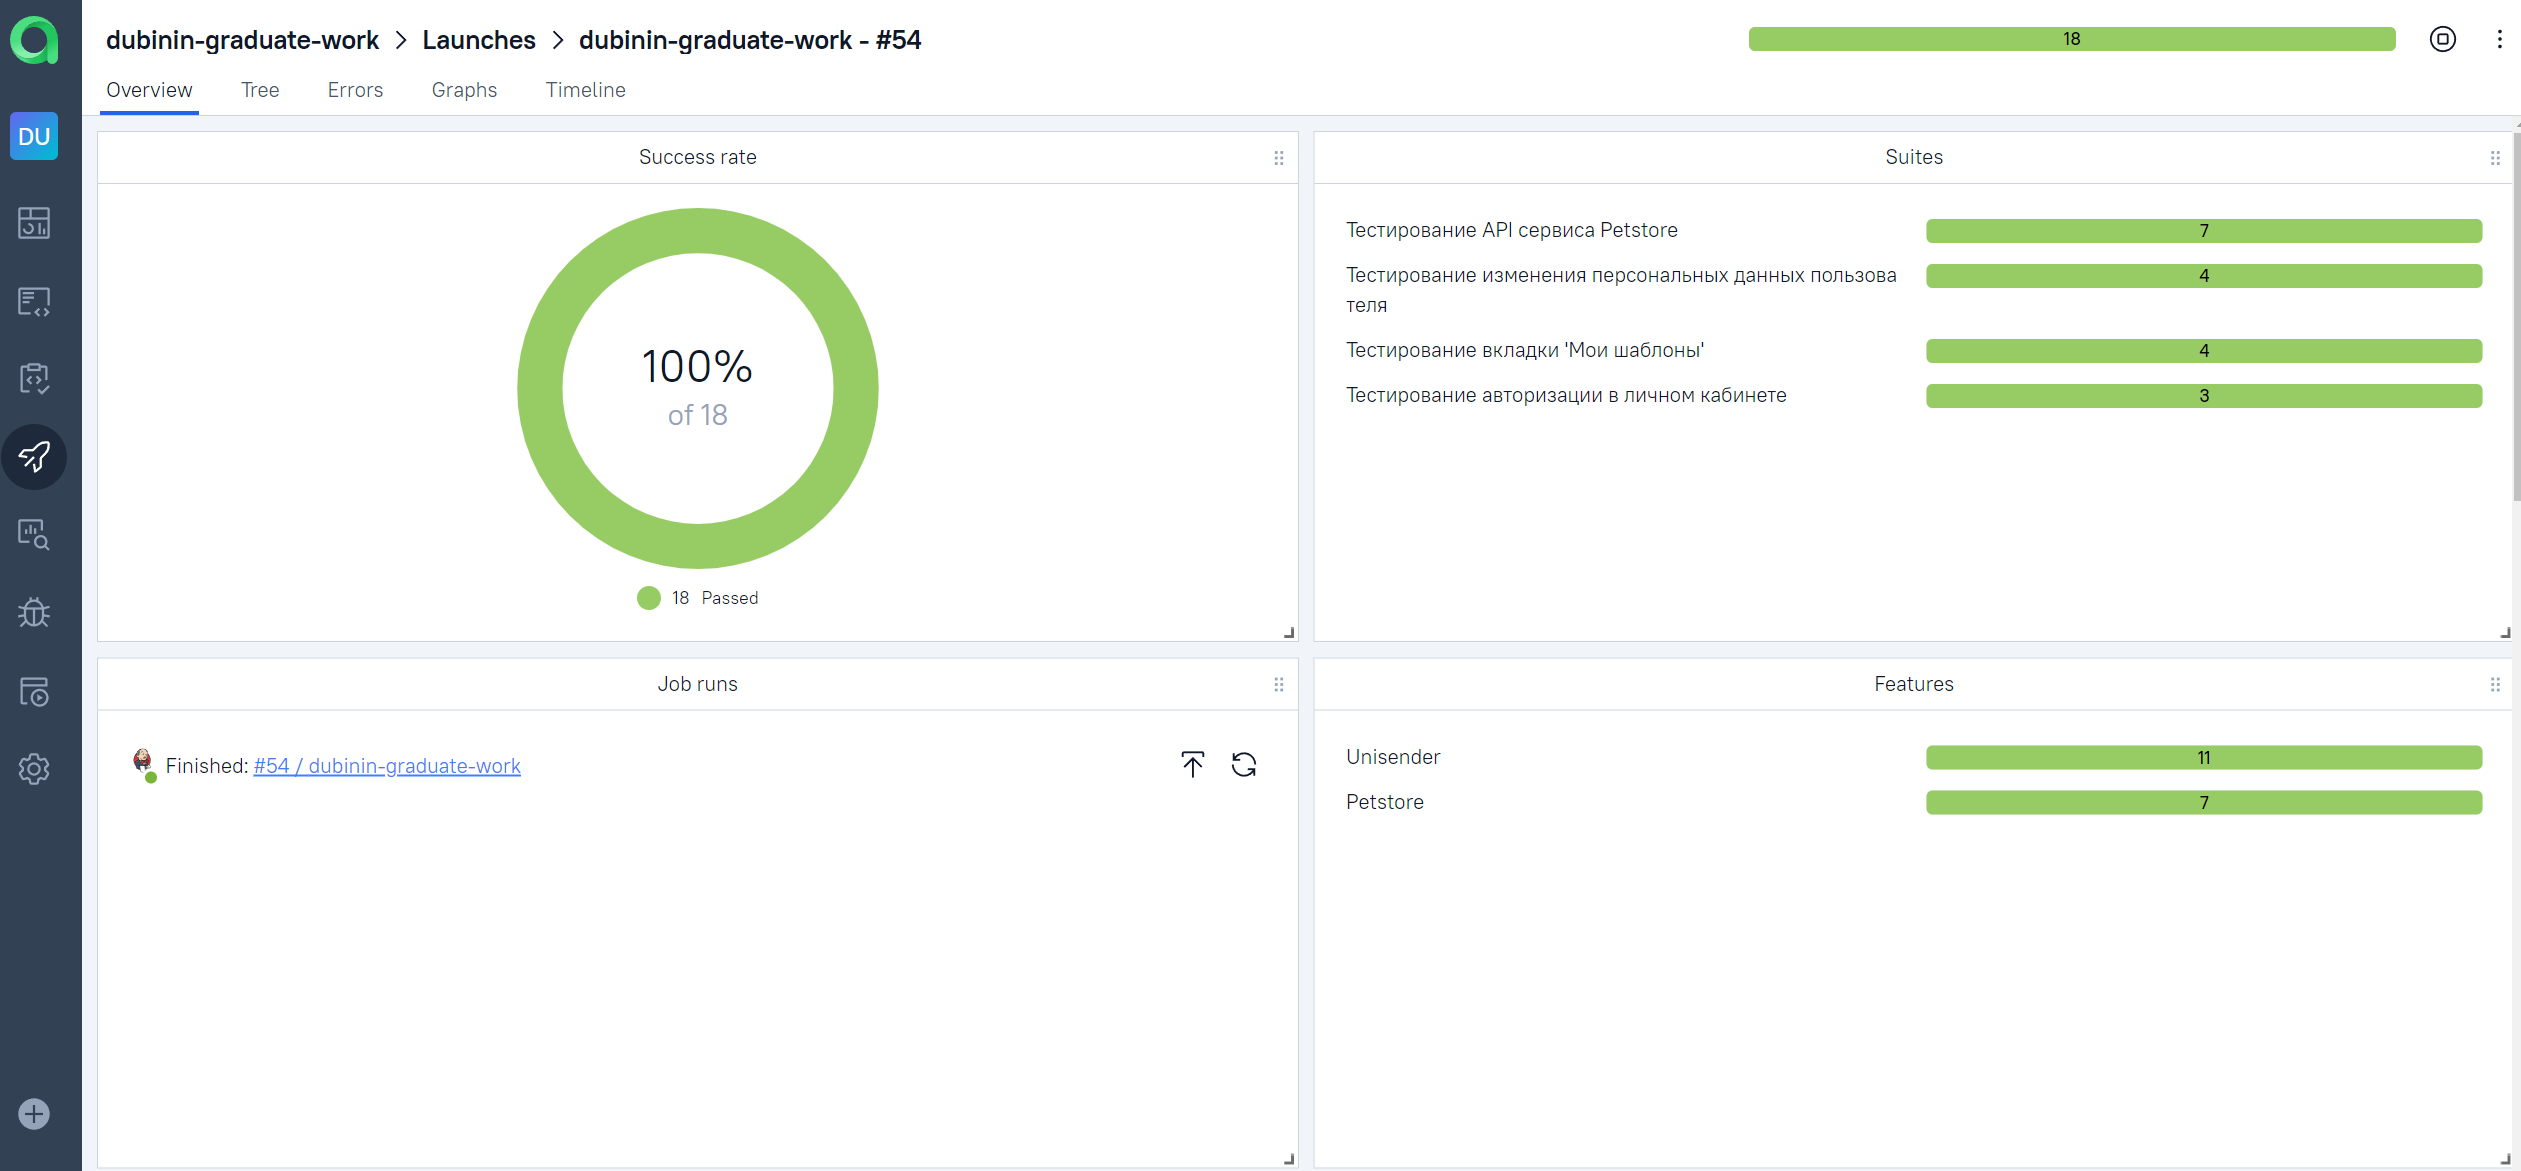 dubinin-graduate-work > Launches > dubinin-graduate-work - #54
18
Overview Tree Errors Graphs Timeline
DU
Success rate
100%
of 18
18 Passed
Suites
Тестирование API сервиса Petstore
7
Тестирование изменения персональных данных пользова
теля
4
Тестирование вкладки 'Мои шаблоны'
4
Тестирование авторизации в личном кабинете
3
Job runs
Finished: #54 / dubinin-graduate-work
Features
Unisender
11
Petstore
7